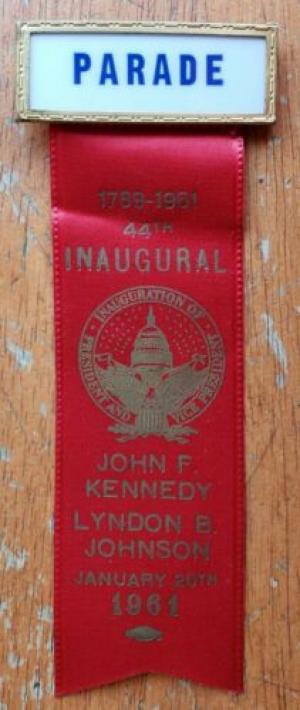 PARADE
1789-1961
44TH
INAUGURAL
INAUGURATION OF
PRESIDENT AND VICE PRESIDENT
JOHN F.
KENNEDY
LYNDON B.
JOHNSON
JANUARY 20TH
1961